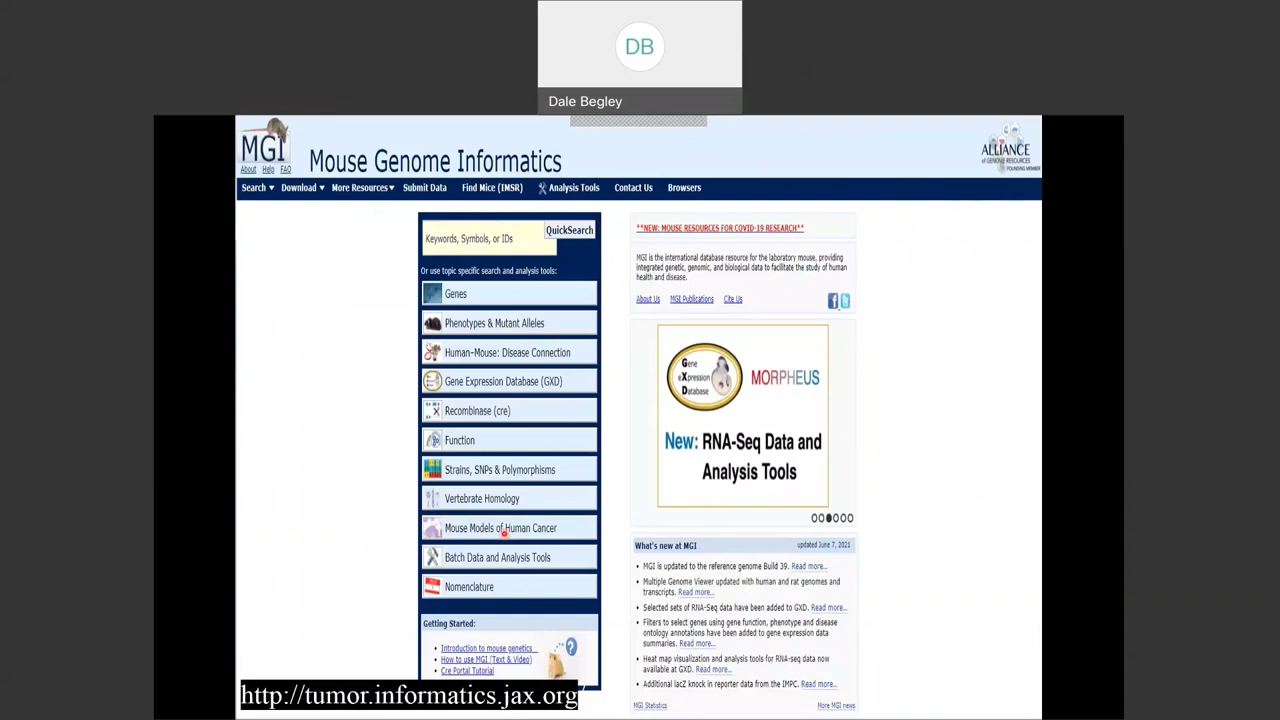 DB
Dale Begley
MGI
About Help FAQ
Mouse Genome Informatics
ALLIANCE
of GENOME RESOURCES
FOUNDING MEMBER
Search ▼ Download ▼ More Resources▼ Submit Data Find Mice (IMSR) Analysis Tools Contact Us Browsers
Keywords, Symbols, or IDs
QuickSearch
Or use topic specific search and analysis tools:
Genes
Phenotypes & Mutant Alleles
Human-Mouse: Disease Connection
Gene Expression Database (GXD)
Recombinase (cre)
Function
Strains, SNPs & Polymorphisms
Vertebrate Homology
Mouse Models of Human Cancer
Batch Data and Analysis Tools
Nomenclature
Getting Started:
• Introduction to mouse genetics
• How to use MGI (Text & Video)
• Cre Portal Tutorial
http://tumor.informatics.jax.org/
**NEW: MOUSE RESOURCES FOR COVID-19 RESEARCH**
MGI is the international database resource for the laboratory mouse, providing
integrated genetic, genomic, and biological data to facilitate the study of human
health and disease.
About Us MGI Publications Cite Us
Gene
eXpression
Database
MORPHEUS
New: RNA-Seq Data and
Analysis Tools
What's new at MGI updated June 7, 2021
• MGI is updated to the reference genome Build 39. Read more...
• Multiple Genome Viewer updated with human and rat genomes and
transcripts. Read more...
• Selected sets of RNA-Seq data have been added to GXD. Read more...
• Filters to select genes using gene function, phenotype and disease
ontology annotations have been added to gene expression data
summaries. Read more...
• Heat map visualization and analysis tools for RNA-seq data now
available at GXD. Read more...
• Additional lacZ knock in reporter data from the IMPC. Read more...
MGI Statistics More MGI news